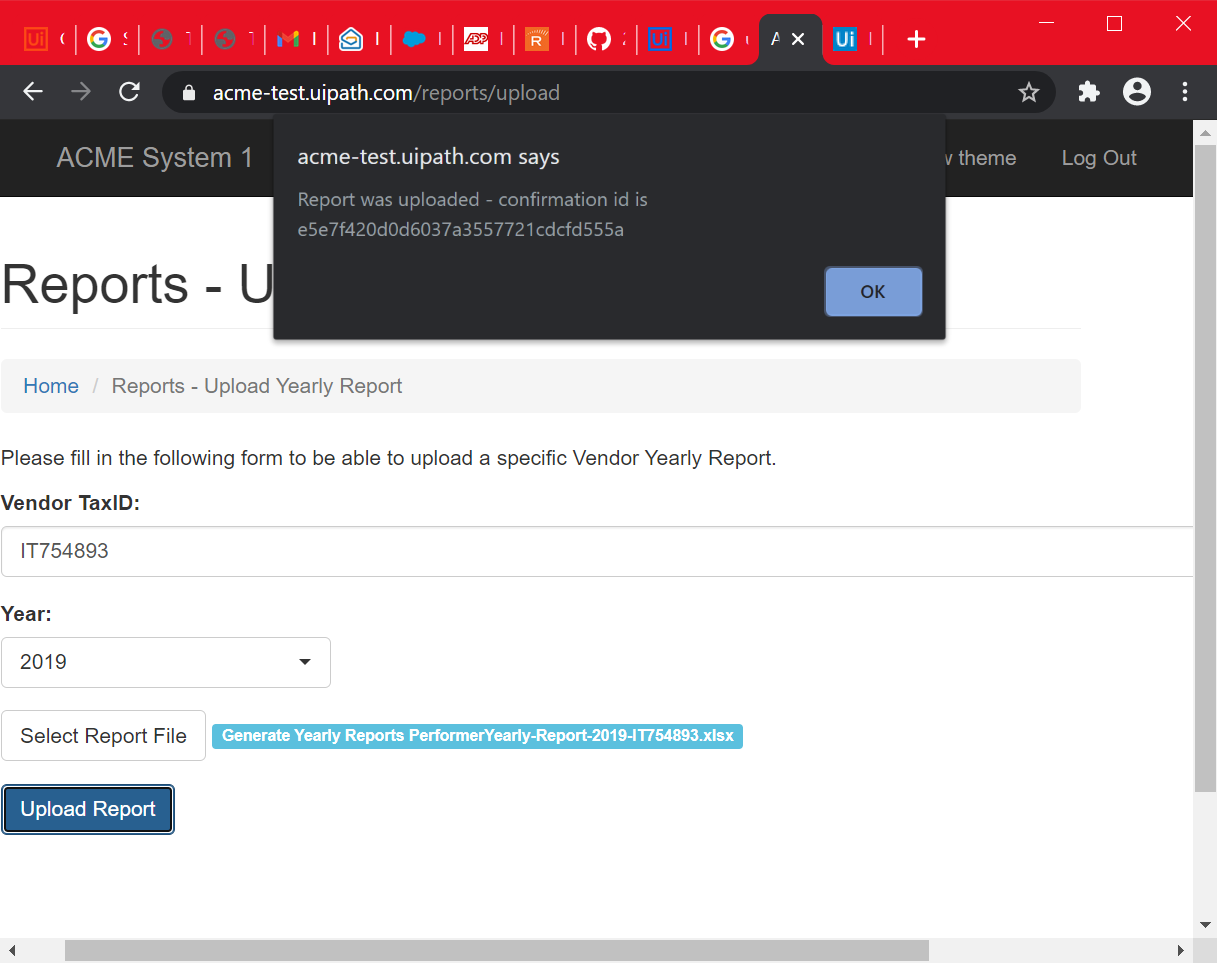 acme-test.uipath.com/reports/upload
ACME System 1
w theme
Log Out
acme-test.uipath.com says
Report was uploaded - confirmation id is
e5e7f420d0d6037a3557721cdcfd555a
OK
Reports - U
Home / Reports - Upload Yearly Report
Please fill in the following form to be able to upload a specific Vendor Yearly Report.
Vendor TaxID:
IT754893
Year:
2019
Select Report File
Generate Yearly Reports PerformerYearly-Report-2019-IT754893.xlsx
Upload Report